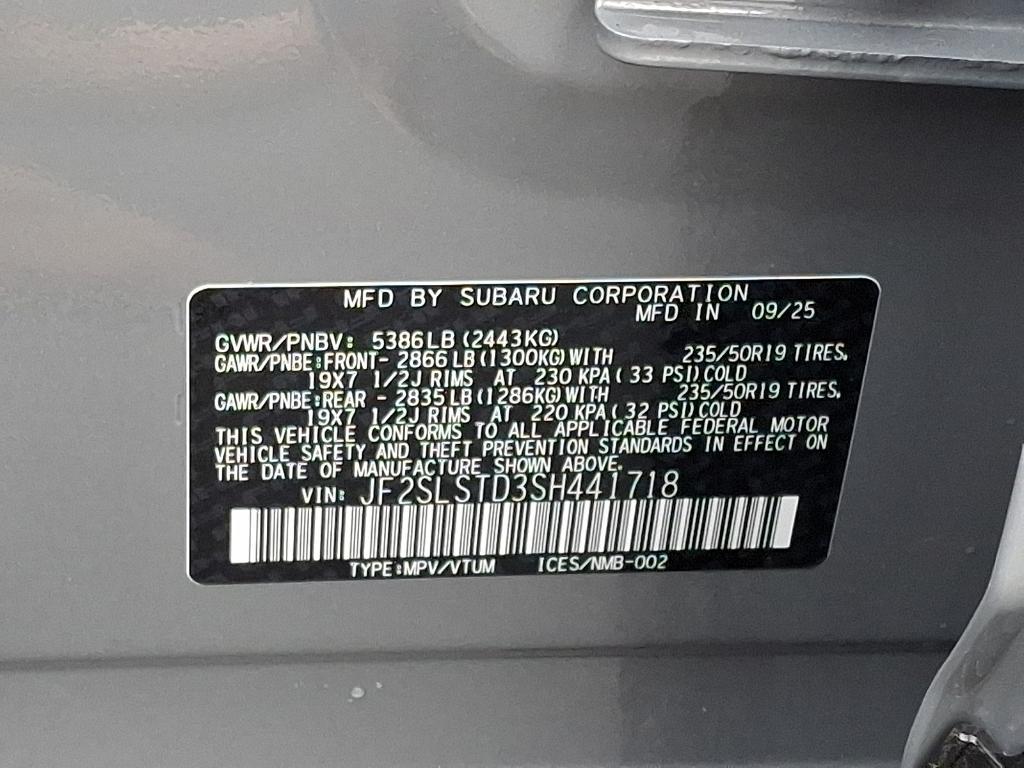 MFD BY SUBARU CORPORATION
MFD IN 09/25
GVWR/PNBV: 5386LB(2443KG)
GAWR/PNBE:FRONT- 2866LB(1300KG)WITH 235/50R19 TIRES,
19X7 1/2J RIMS AT 230 KPA( 33 PSI)COLD
GAWR/PNBE:REAR - 2835LB(1286KG)WITH 235/50R19 TIRES,
19X7 1/2J RIMS AT 220 KPA( 32 PSI)COLD
THIS VEHICLE CONFORMS TO ALL APPLICABLE FEDERAL MOTOR
VEHICLE SAFETY AND THEFT PREVENTION STANDARDS IN EFFECT ON
THE DATE OF MANUFACTURE SHOWN ABOVE.
VIN: JF2SLSTD3SH441718
TYPE:MPV/VTUM ICES/NMB-002